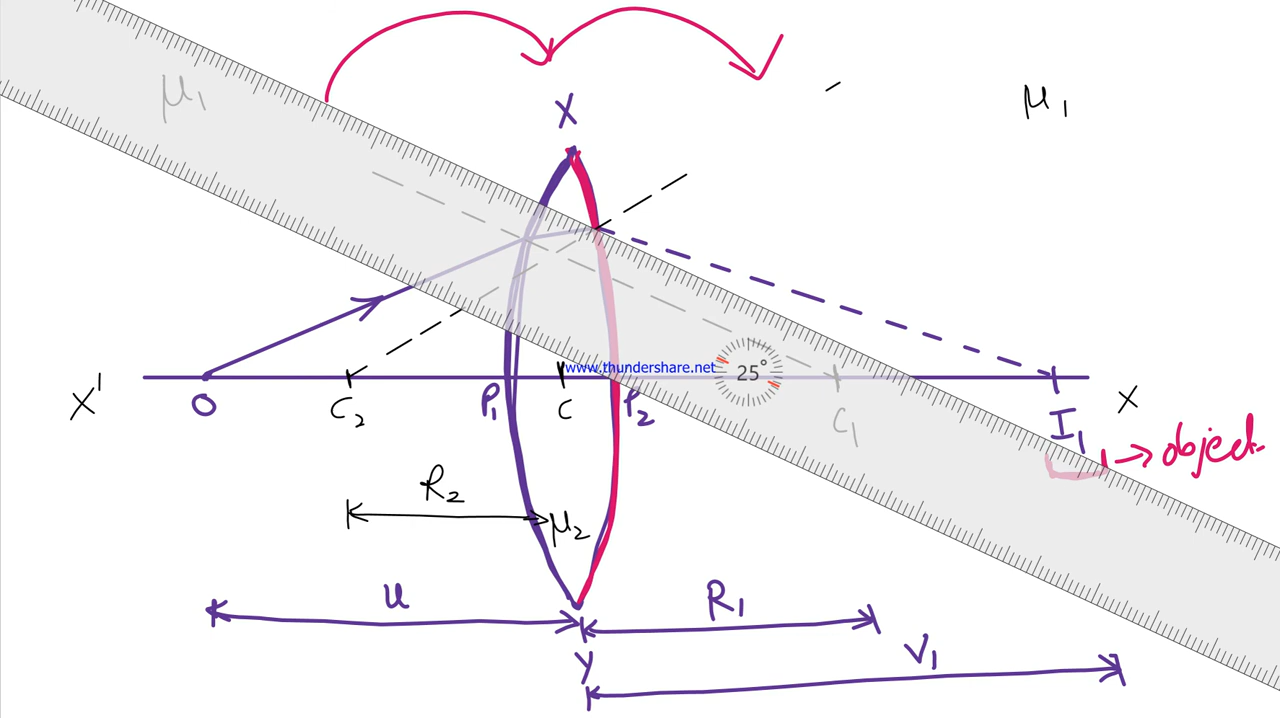 μ₁
μ₁
X
www.thundershare.net
25°
X'
O
C₂
P₁
C
P₂
C₁
I₁
X
→ object
R₂
μ₂
u
R₁
Y
V₁